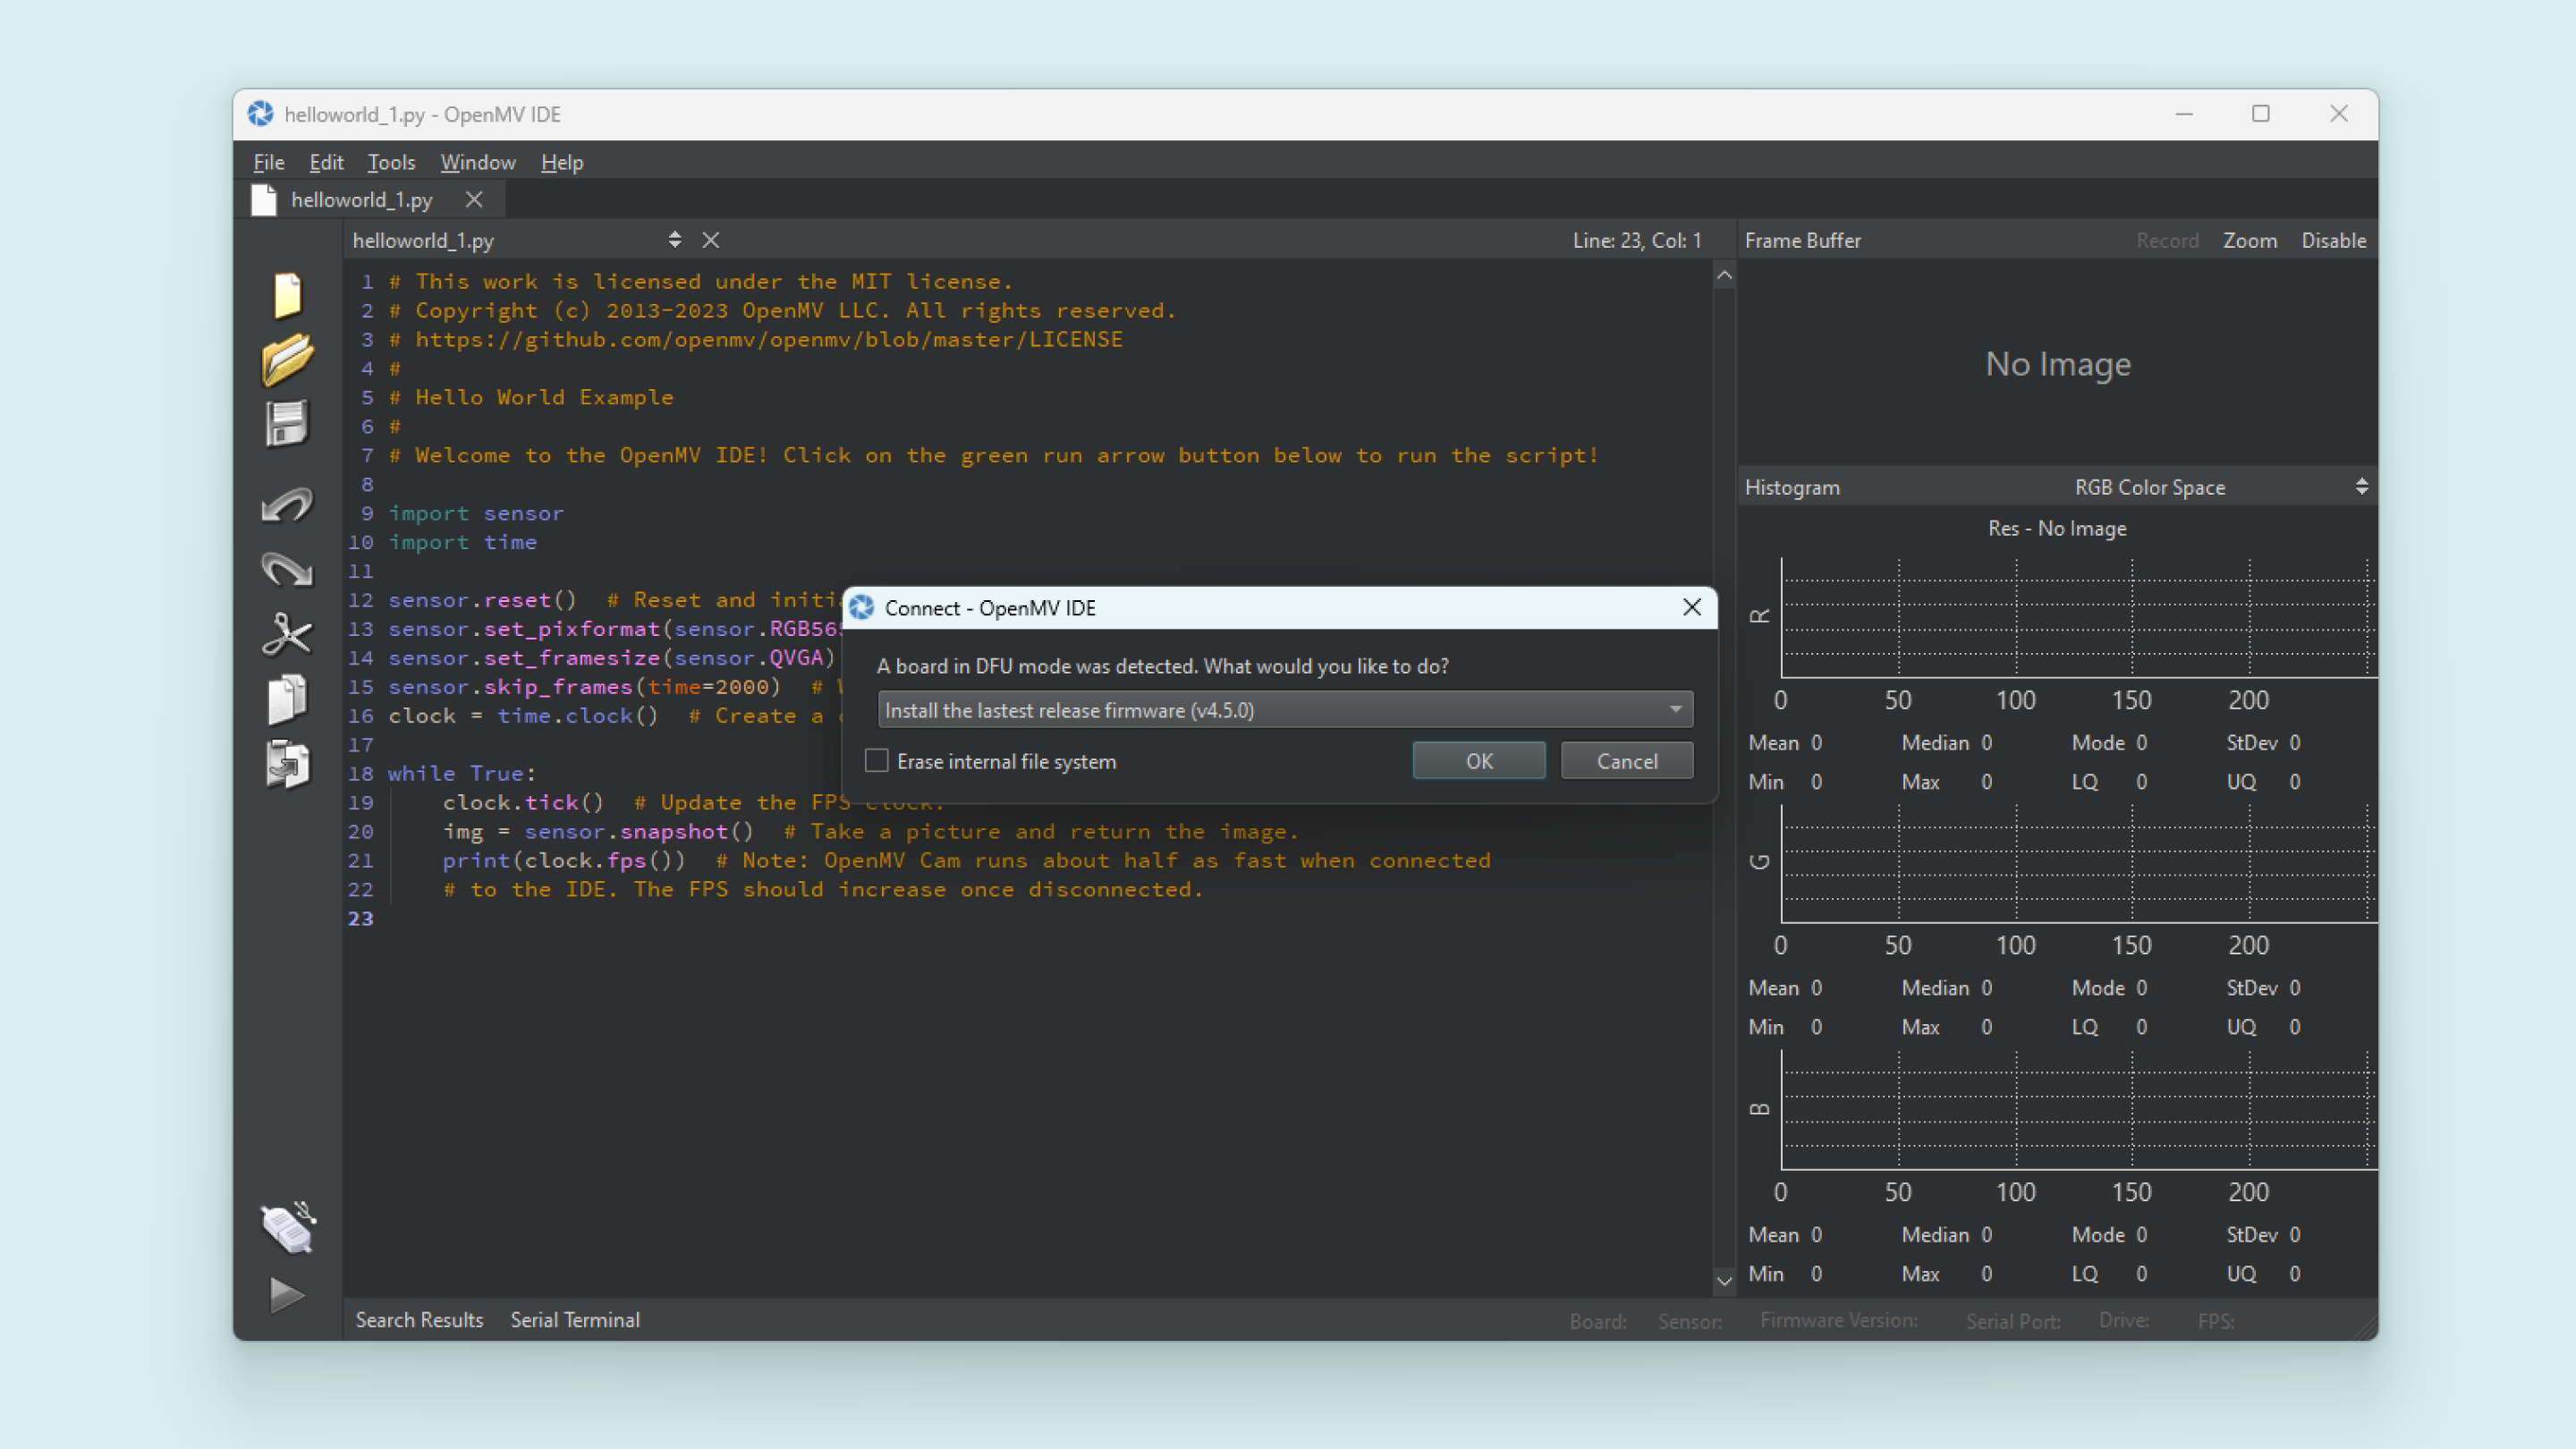 helloworld_1.py - OpenMV IDE
File Edit Tools Window Help
helloworld_1.py
helloworld_1.py Line: 23, Col: 1
1 # This work is licensed under the MIT license.
2 # Copyright (c) 2013-2023 OpenMV LLC. All rights reserved.
3 # https://github.com/openmv/openmv/blob/master/LICENSE
4 #
5 # Hello World Example
6 #
7 # Welcome to the OpenMV IDE! Click on the green run arrow button below to run the script!
8
9 import sensor
10 import time
11
12 sensor.reset()  # Reset and initi
13 sensor.set_pixformat(sensor.RGB56
14 sensor.set_framesize(sensor.QVGA)
15 sensor.skip_frames(time=2000)  #
16 clock = time.clock()  # Create a
17
18 while True:
19     clock.tick()  # Update the FPS clock.
20     img = sensor.snapshot()  # Take a picture and return the image.
21     print(clock.fps())  # Note: OpenMV Cam runs about half as fast when connected
22     # to the IDE. The FPS should increase once disconnected.
23
Connect - OpenMV IDE
A board in DFU mode was detected. What would you like to do?
Install the lastest release firmware (v4.5.0)
Erase internal file system OK Cancel
Frame Buffer Record Zoom Disable
No Image
Histogram RGB Color Space
Res - No Image
R
0 50 100 150 200
Mean 0 Median 0 Mode 0 StDev 0
Min 0 Max 0 LQ 0 UQ 0
G
0 50 100 150 200
Mean 0 Median 0 Mode 0 StDev 0
Min 0 Max 0 LQ 0 UQ 0
B
0 50 100 150 200
Mean 0 Median 0 Mode 0 StDev 0
Min 0 Max 0 LQ 0 UQ 0
Search Results Serial Terminal Board: Sensor: Firmware Version: Serial Port: Drive: FPS: